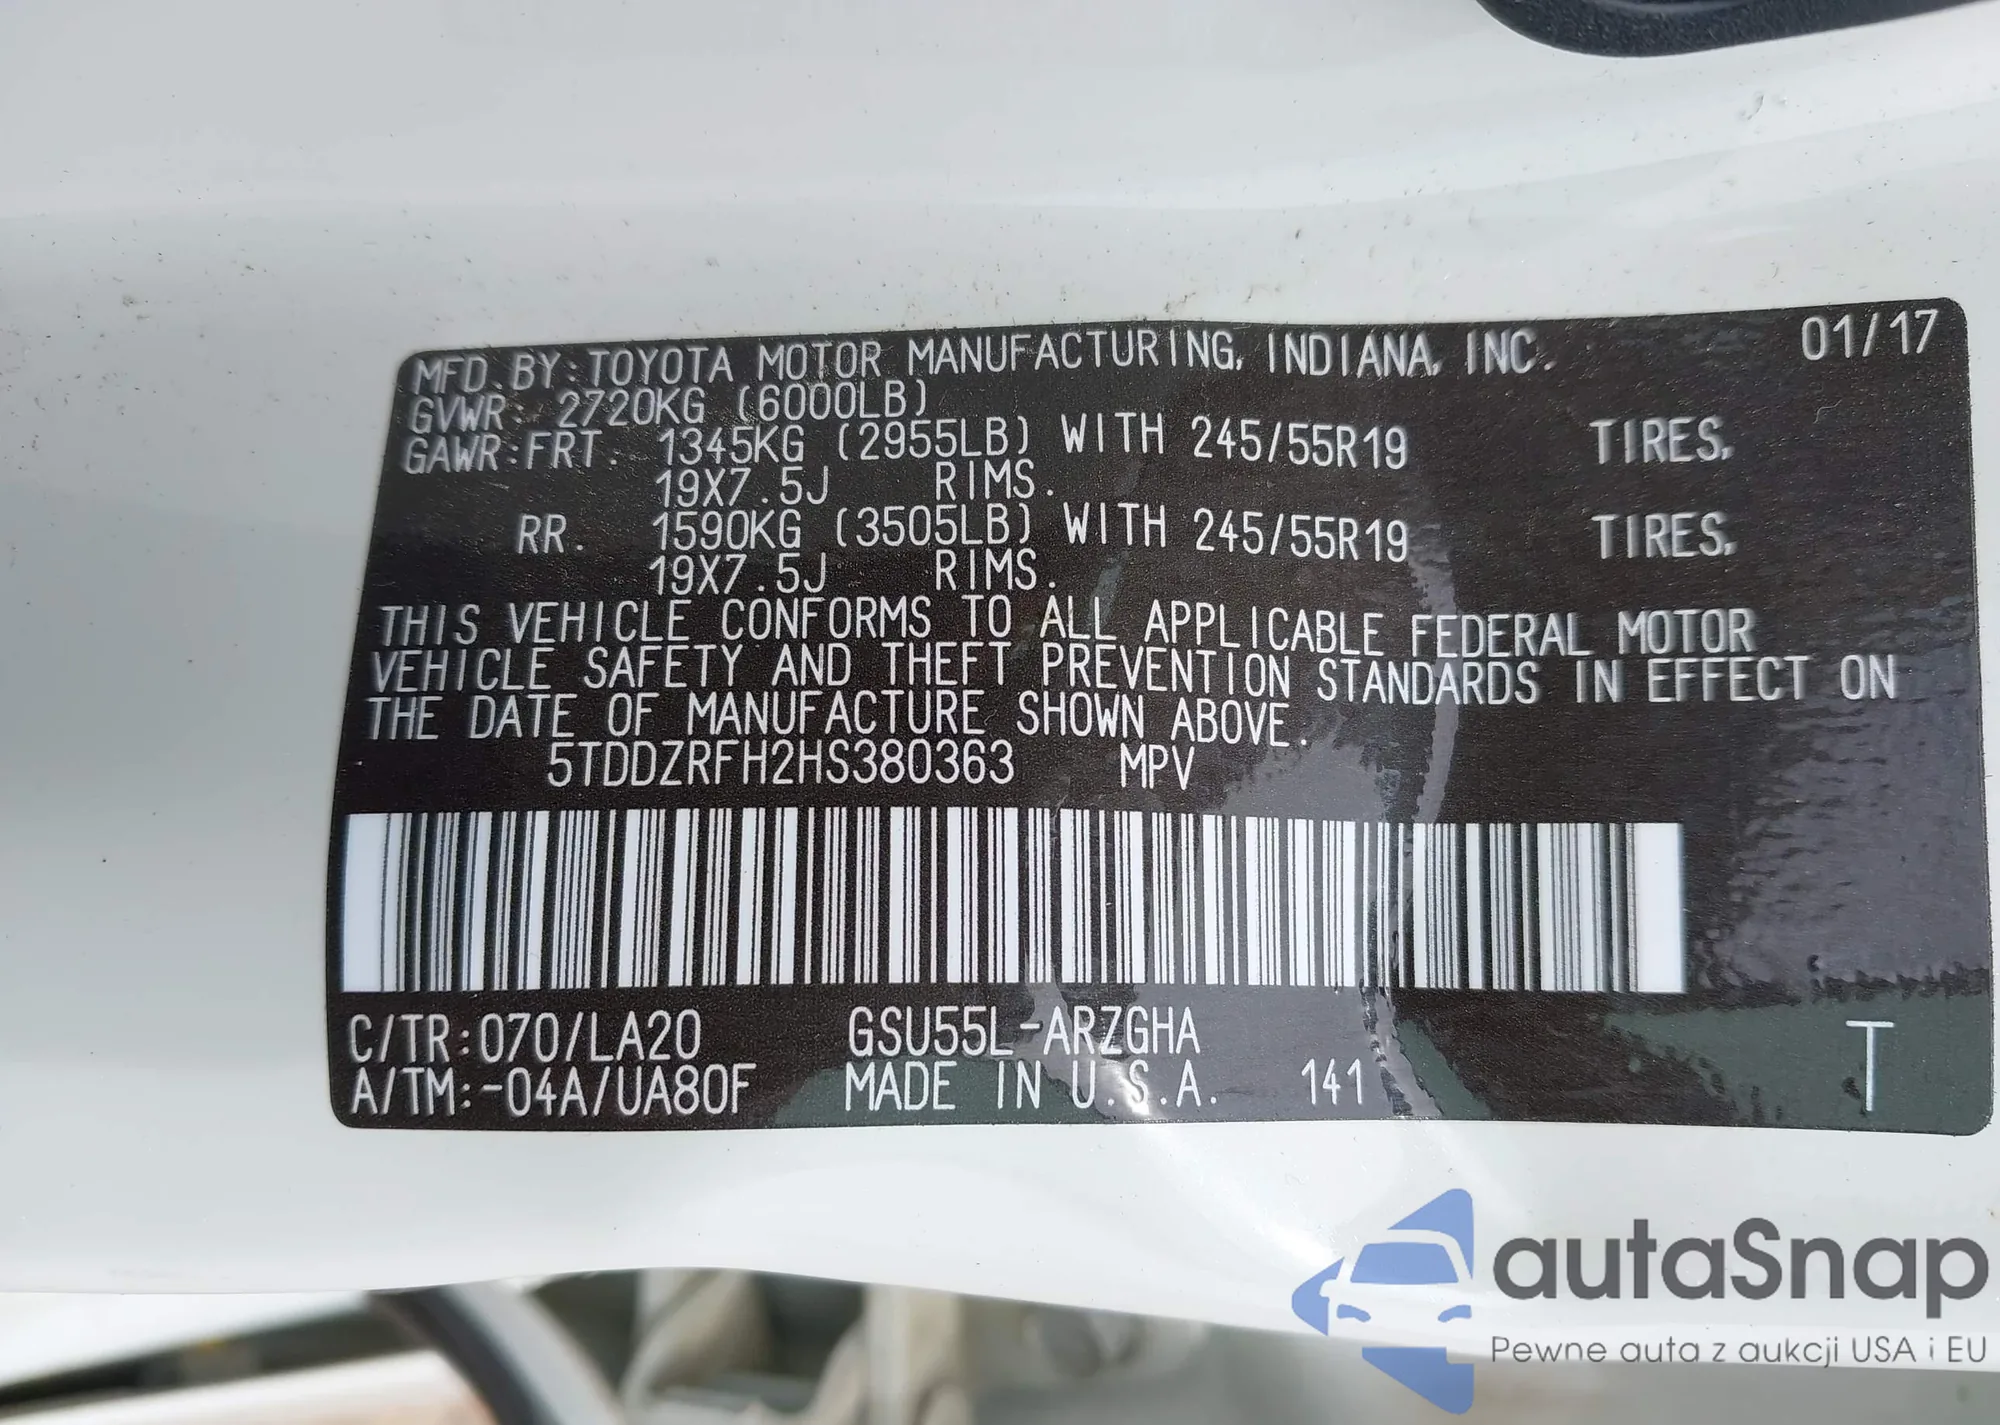 MFD. BY: TOYOTA MOTOR MANUFACTURING, INDIANA, INC. 01/17
GVWR: 2720KG (6000LB)
GAWR: FRT. 1345KG (2955LB) WITH 245/55R19 TIRES,
19X7.5J RIMS.
RR. 1590KG (3505LB) WITH 245/55R19 TIRES,
19X7.5J RIMS.
THIS VEHICLE CONFORMS TO ALL APPLICABLE FEDERAL MOTOR
VEHICLE SAFETY AND THEFT PREVENTION STANDARDS IN EFFECT ON
THE DATE OF MANUFACTURE SHOWN ABOVE.
5TDDZRFH2HS380363 MPV
C/TR: 070/LA20 GSU55L-ARZGHA
A/TM: -04A/UA80F MADE IN U.S.A. 141 T
autaSnap
Pewne auta z aukcji USA i EU